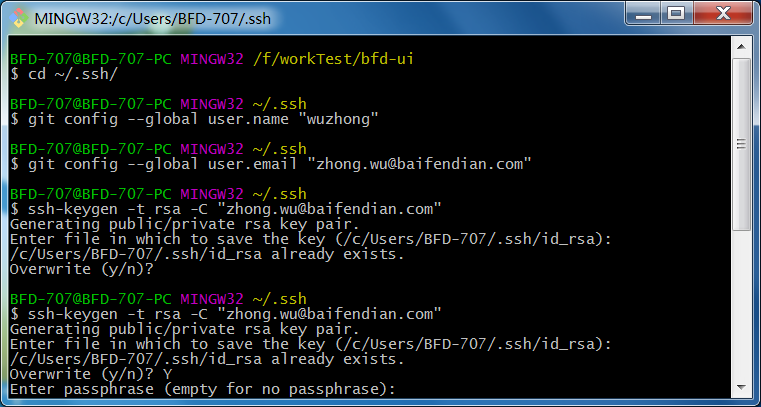 MINGW32:/c/Users/BFD-707/.ssh
BFD-707@BFD-707-PC MINGW32 /f/workTest/bfd-ui
$ cd ~/.ssh/
BFD-707@BFD-707-PC MINGW32 ~/.ssh
$ git config --global user.name "wuzhong"
BFD-707@BFD-707-PC MINGW32 ~/.ssh
$ git config --global user.email "zhong.wu@baifendian.com"
BFD-707@BFD-707-PC MINGW32 ~/.ssh
$ ssh-keygen -t rsa -C "zhong.wu@baifendian.com"
Generating public/private rsa key pair.
Enter file in which to save the key (/c/Users/BFD-707/.ssh/id_rsa):
/c/Users/BFD-707/.ssh/id_rsa already exists.
Overwrite (y/n)?
BFD-707@BFD-707-PC MINGW32 ~/.ssh
$ ssh-keygen -t rsa -C "zhong.wu@baifendian.com"
Generating public/private rsa key pair.
Enter file in which to save the key (/c/Users/BFD-707/.ssh/id_rsa):
/c/Users/BFD-707/.ssh/id_rsa already exists.
Overwrite (y/n)? Y
Enter passphrase (empty for no passphrase):